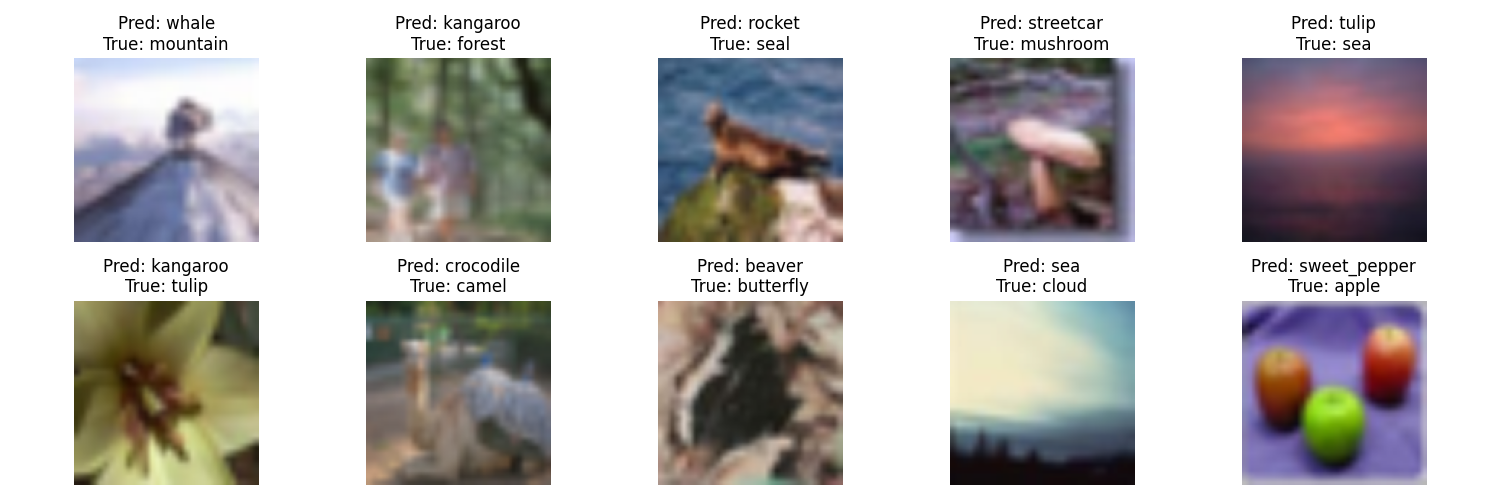 Pred: whale
True: mountain
Pred: kangaroo
True: forest
Pred: rocket
True: seal
Pred: streetcar
True: mushroom
Pred: tulip
True: sea
Pred: kangaroo
True: tulip
Pred: crocodile
True: camel
Pred: beaver
True: butterfly
Pred: sea
True: cloud
Pred: sweet_pepper
True: apple